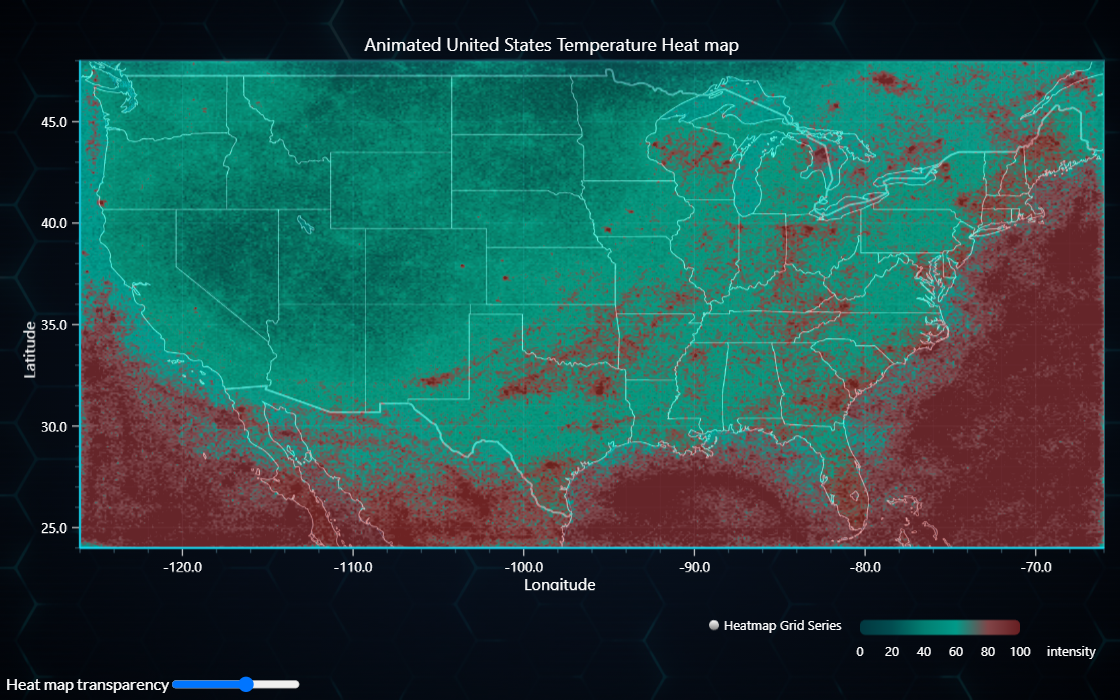 Animated United States Temperature Heat map
45.0
40.0
35.0
30.0
25.0
Latitude
-120.0 -110.0 -100.0 -90.0 -80.0 -70.0
Longitude
Heatmap Grid Series
0 20 40 60 80 100 intensity
Heat map transparency